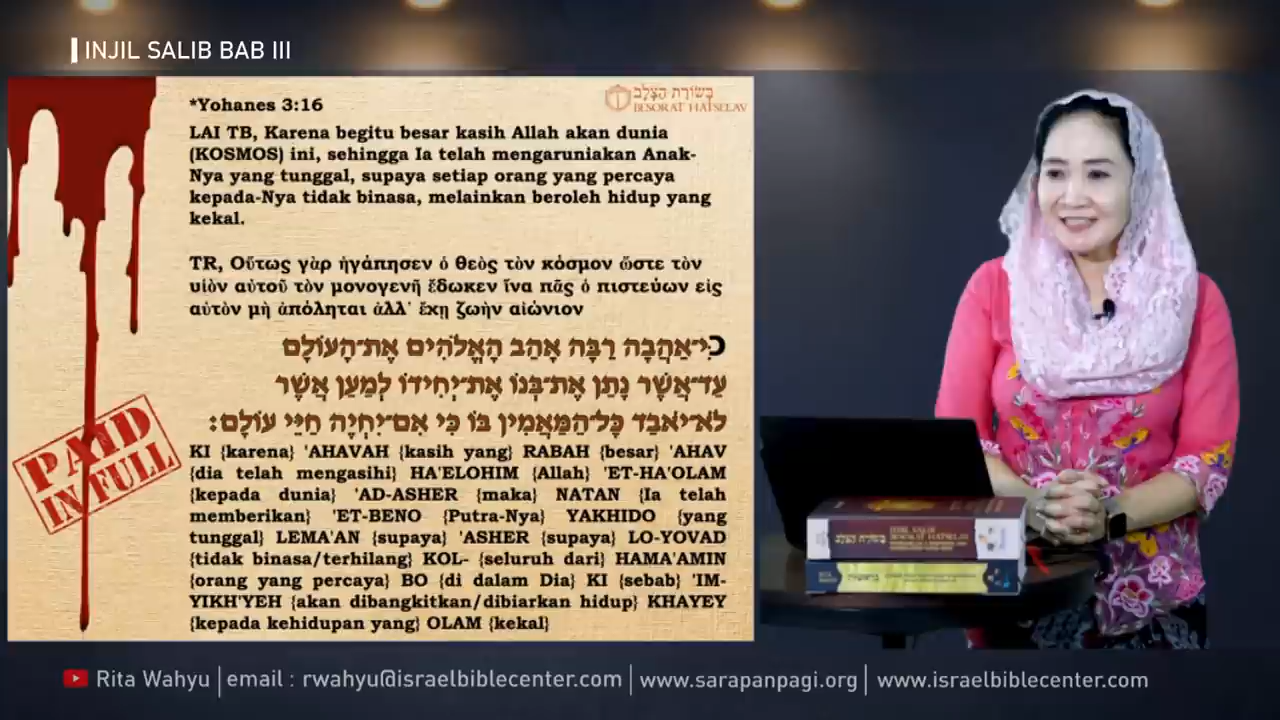 INJIL SALIB BAB III
בְּשׂוֹרַת הַצְּלָב
BESORAT HATSELAV
*Yohanes 3:16
LAI TB, Karena begitu besar kasih Allah akan dunia
(KOSMOS) ini, sehingga Ia telah mengaruniakan Anak-
Nya yang tunggal, supaya setiap orang yang percaya
kepada-Nya tidak binasa, melainkan beroleh hidup yang
kekal.
TR, Οὕτως γὰρ ἠγάπησεν ὁ θεὸς τὸν κόσμον ὥστε τὸν
υἱὸν αὐτοῦ τὸν μονογενῆ ἔδωκεν ἵνα πᾶς ὁ πιστεύων εἰς
αὐτὸν μὴ ἀπόληται ἀλλ᾽ ἔχῃ ζωὴν αἰώνιον
כִּי־אַהֲבָה רַבָּה אָהַב הָאֱלֹהִים אֶת־הָעוֹלָם
עַד־אֲשֶׁר נָתַן אֶת־בְּנוֹ אֶת־יְחִידוֹ לְמַעַן אֲשֶׁר
לֹא־יֹאבַד כָּל־הַמַּאֲמִין בּוֹ כִּי אִם־יִחְיֶה חַיֵּי עוֹלָם׃
KI {karena} 'AHAVAH {kasih yang} RABAH {besar} 'AHAV
{dia telah mengasihi} HA'ELOHIM {Allah} 'ET-HA'OLAM
{kepada dunia} 'AD-ASHER {maka} NATAN {Ia telah
memberikan} 'ET-BENO {Putra-Nya} YAKHIDO {yang
tunggal} LEMA'AN {supaya} 'ASHER {supaya} LO-YOVAD
{tidak binasa/terhilang} KOL- {seluruh dari} HAMA'AMIN
{orang yang percaya} BO {di dalam Dia} KI {sebab} 'IM-
YIKH'YEH {akan dibangkitkan/dibiarkan hidup} KHAYEY
{kepada kehidupan yang} OLAM {kekal}
PAID
IN FULL
INJIL SALIB
BESORAT HATSELAV
בְּשׂוֹרַת הַצְּלָב
Rita Wahyu | email : rwahyu@israelbiblecenter.com | www.sarapanpagi.org | www.israelbiblecenter.com